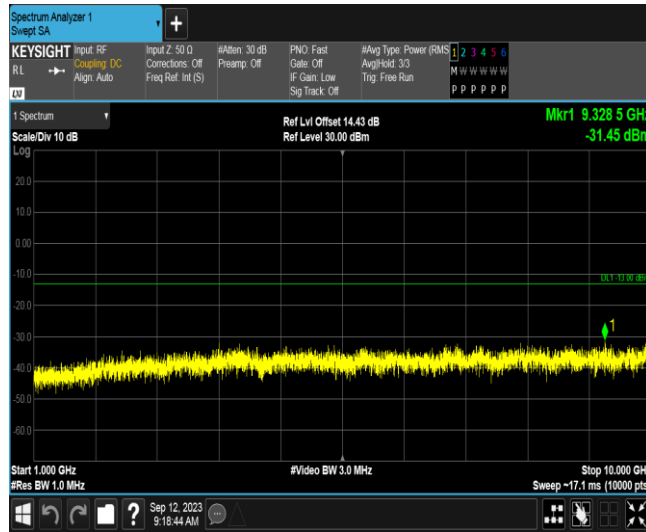 Spectrum Analyzer 1
Swept SA
+
KEYSIGHT
RL
LXI
Input: RF
Coupling: DC
Align: Auto
Input Z: 50 Ω
Corrections: Off
Freq Ref: Int (S)
#Atten: 30 dB
Preamp: Off
PNO: Fast
Gate: Off
IF Gain: Low
Sig Track: Off
#Avg Type: Power (RMS
Avg|Hold: 3/3
Trig: Free Run
1 2 3 4 5 6
M W W W W W
P P P P P P
1 Spectrum
Scale/Div 10 dB
Log
Ref Lvl Offset 14.43 dB
Ref Level 30.00 dBm
Mkr1 9.328 5 GHz
-31.45 dBm
20.0
10.0
0.00
-10.0
DL1 -13.00 dBm
-20.0
-30.0
1
-40.0
-50.0
-60.0
Start 1.000 GHz
#Res BW 1.0 MHz
#Video BW 3.0 MHz
Stop 10.000 GHz
Sweep ~17.1 ms (10000 pts
?
Sep 12, 2023
9:18:44 AM